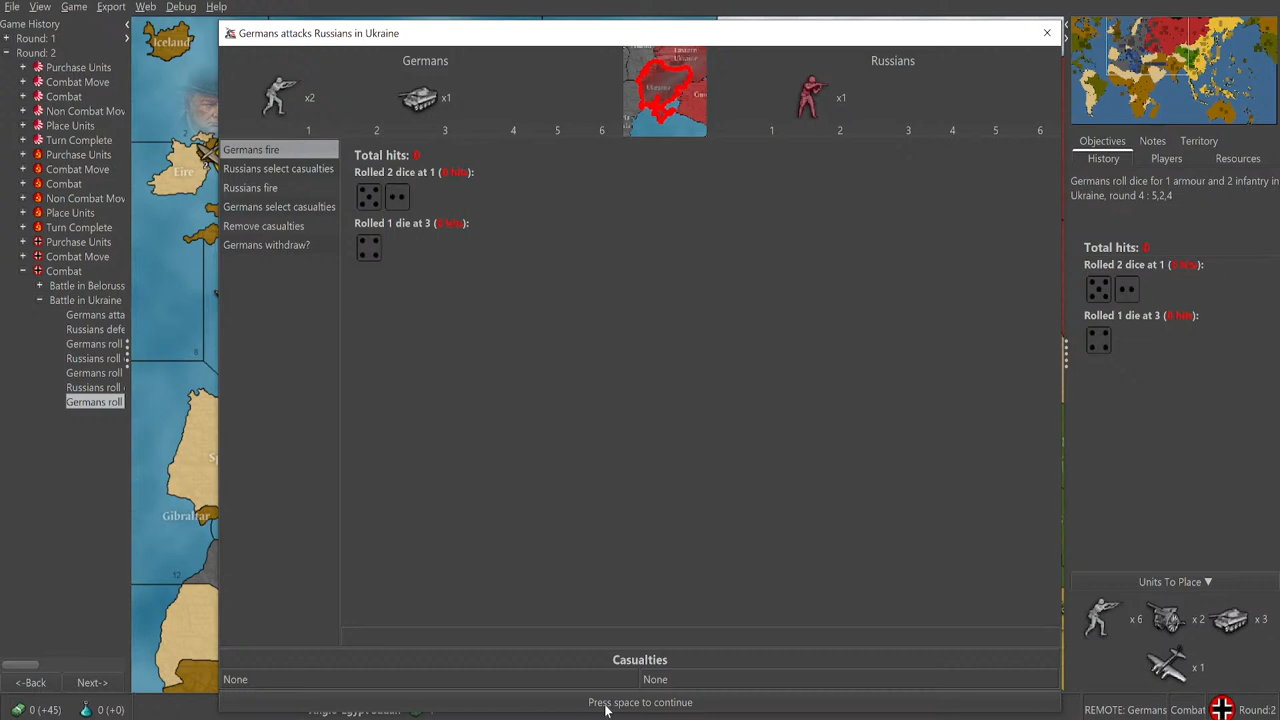 File View Game Export Web Debug Help
Game History
Round: 1
Round: 2
Purchase Units
Combat Move
Combat
Non Combat Move
Place Units
Turn Complete
Purchase Units
Combat Move
Combat
Non Combat Mov
Place Units
Turn Complete
Purchase Units
Combat Move
Combat
Battle in Beloruss
Battle in Ukraine
Germans atta
Russians defe
Germans roll
Russians roll
Germans roll
Russians roll
Germans roll
<-Back Next->
0 (+45) 0 (+0)
Iceland
2
Eire
8
Gibraltar
12
Germans attacks Russians in Ukraine
Germans Russians
x2 x1 x1
1 2 3 4 5 6 1 2 3 4 5 6
Ukraine
Germans fire
Russians select casualties
Russians fire
Germans select casualties
Remove casualties
Germans withdraw?
Total hits: 0
Rolled 2 dice at 1 (0 hits):
Rolled 1 die at 3 (0 hits):
Casualties
None None
Press space to continue
Objectives Notes Territory
History Players Resources
Germans roll dice for 1 armour and 2 infantry in
Ukraine, round 4 : 5,2,4
Total hits: 0
Rolled 2 dice at 1 (0 hits):
Rolled 1 die at 3 (0 hits):
Units To Place ▼
x 6 x 2 x 3
x 1
REMOTE: Germans Combat Round:2